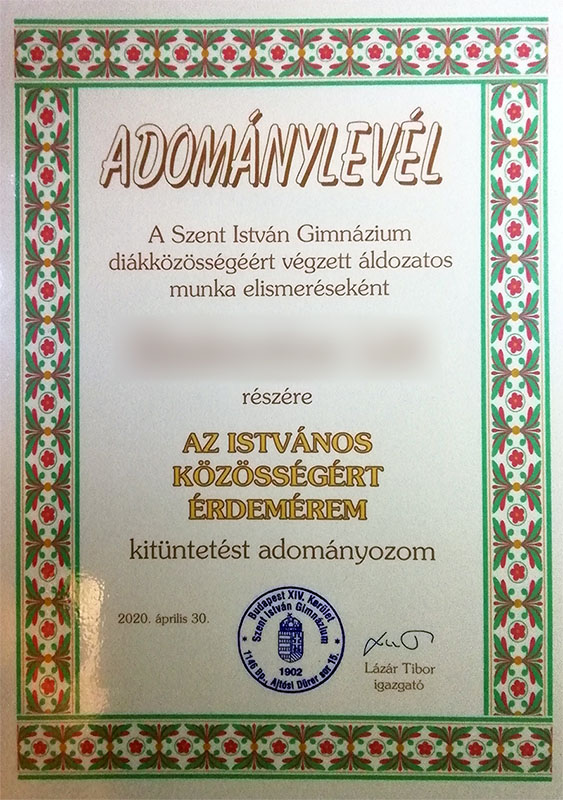 ADOMÁNYLEVÉL
A Szent István Gimnázium
diákközösségéért végzett áldozatos
munka elismeréseként
részére
AZ ISTVÁNOS
KÖZÖSSÉGÉRT
ÉRDEMÉREM
kitüntetést adományozom
2020. április 30.
Budapest XIV. Kerület
Szent István Gimnázium
1902
1146 Bp., Ajtósi Dürer sor 15.
Lázár Tibor
igazgató